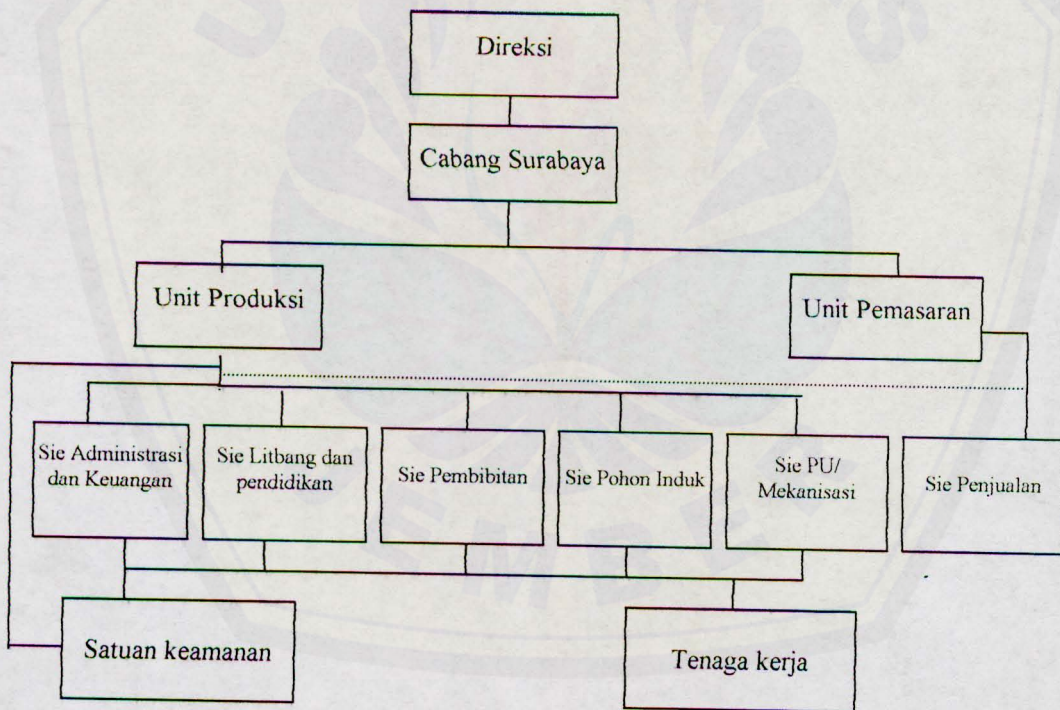 Direksi
Cabang Surabaya
Unit Produksi
Unit Pemasaran
Sie Administrasi
dan Keuangan
Sie Litbang dan
pendidikan
Sie Pembibitan
Sie Pohon Induk
Sie PU/
Mekanisasi
Sie Penjualan
Satuan keamanan
Tenaga kerja